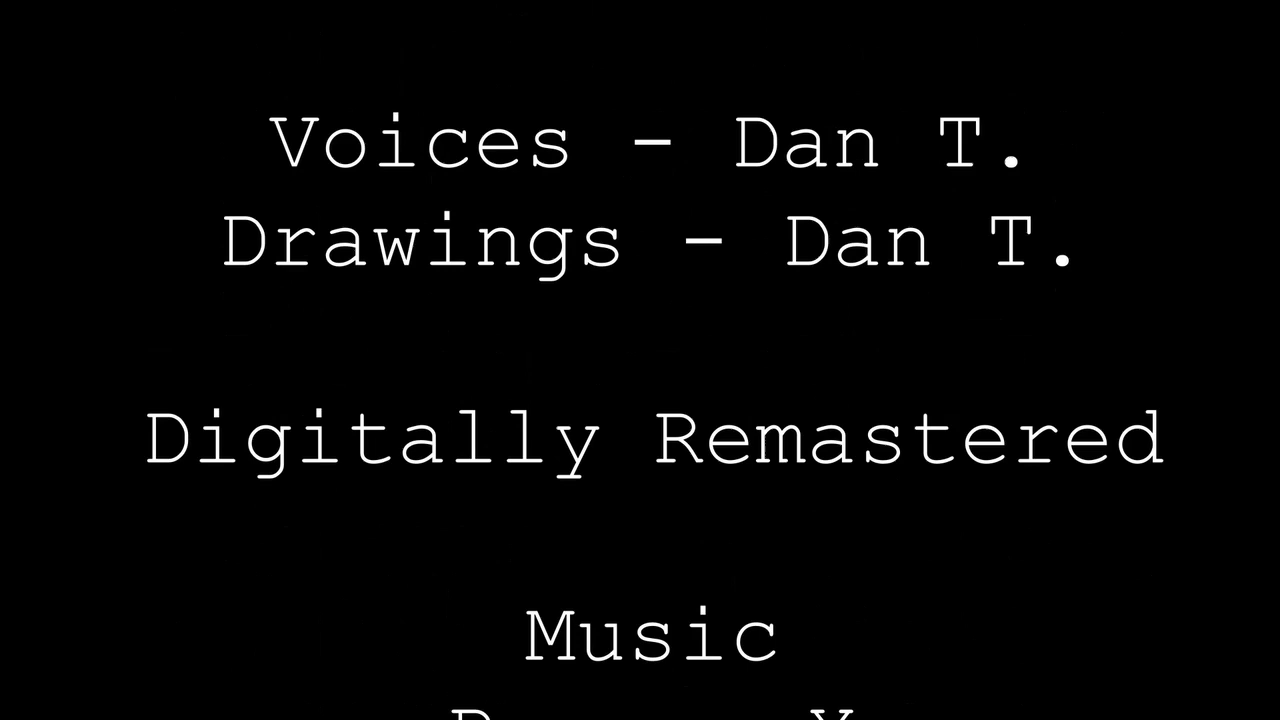 Voices - Dan T.
Drawings - Dan T.
Digitally Remastered
Music